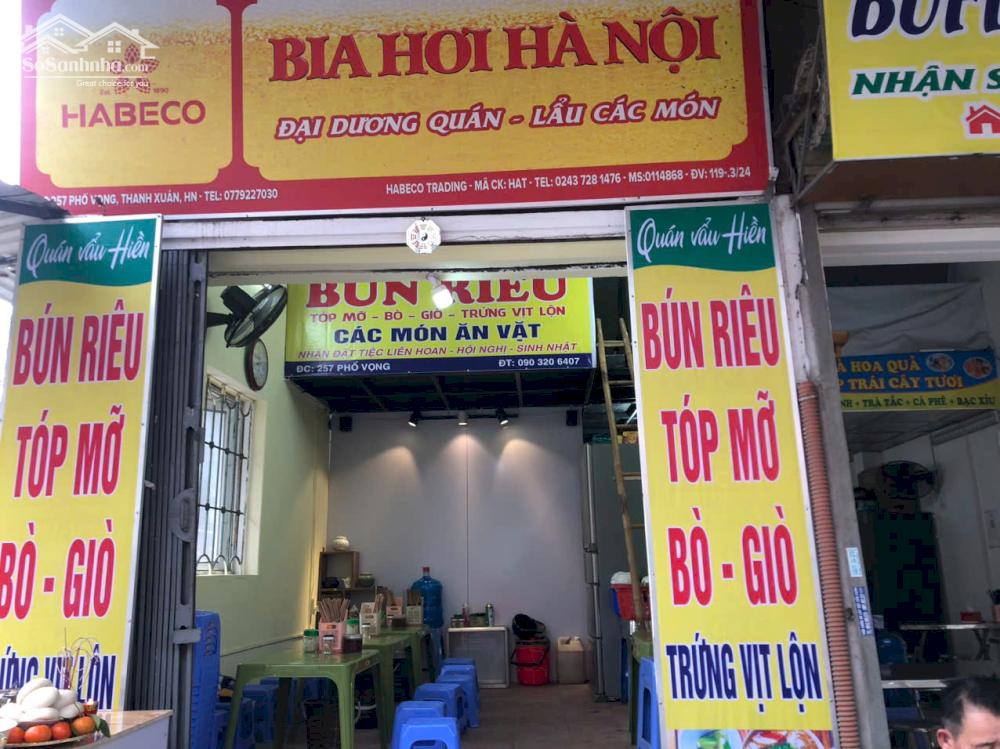 SoSanhnha.com
Great choice for you
1890
HABECO
BIA HƠI HÀ NỘI
ĐẠI DƯƠNG QUÁN - LẨU CÁC MÓN
257 PHỐ VỌNG, THANH XUÂN, HN - TEL: 0779227030
HABECO TRADING - MÃ CK: HAT - TEL: 0243 728 1476 - MS:0114868 - ĐV: 119-.3/24
NHẬN
Quán vẩu Hiền
BÚN RIÊU
TÓP MỠ
BÒ - GIÒ
VỊT LỘN
BÚN RIÊU
TÓP MỠ - BÒ - GIÒ - TRỨNG VỊT LỘN
CÁC MÓN ĂN VẶT
NHẬN ĐẶT TIỆC LIÊN HOAN - HỘI NGHỊ - SINH NHẬT
ĐC: 257 PHỐ VỌNG
ĐT: 090 320 6407
Quán vẩu Hiền
BÚN RIÊU
TÓP MỠ
BÒ - GIÒ
TRỨNG VỊT LỘN
HOA QUẢ
TRÁI CÂY TƯƠI
+ TRÀ TẮC + CÀ PHÊ + BẠC XỈU